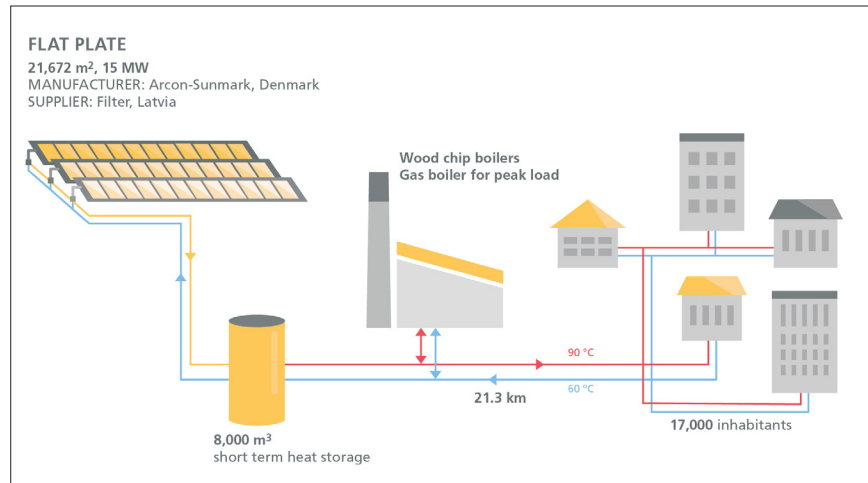 FLAT PLATE
21,672 m², 15 MW
MANUFACTURER: Arcon-Sunmark, Denmark
SUPPLIER: Filter, Latvia
Wood chip boilers
Gas boiler for peak load
90 °C
60 °C
21.3 km
8,000 m³
short term heat storage
17,000 inhabitants